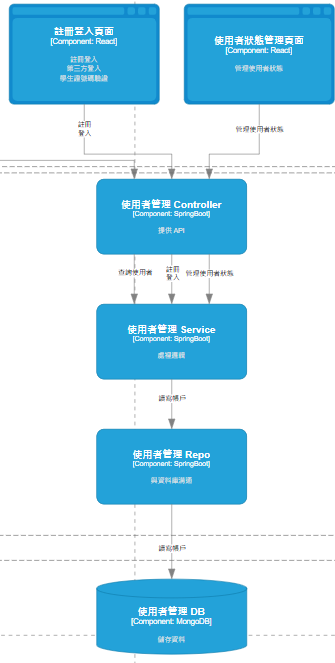 註冊登入頁面
[Component: React]
註冊登入
第三方登入
學生證號碼驗證
使用者狀態管理頁面
[Component: React]
管理使用者狀態
註冊
登入
管理使用者狀態
使用者管理 Controller
[Component: SpringBoot]
提供 API
查詢使用者
註冊
登入
管理使用者狀態
使用者管理 Service
[Component: SpringBoot]
處理邏輯
讀寫帳戶
使用者管理 Repo
[Component: SpringBoot]
與資料庫溝通
讀寫帳戶
使用者管理 DB
[Component: MongoDB]
儲存資料